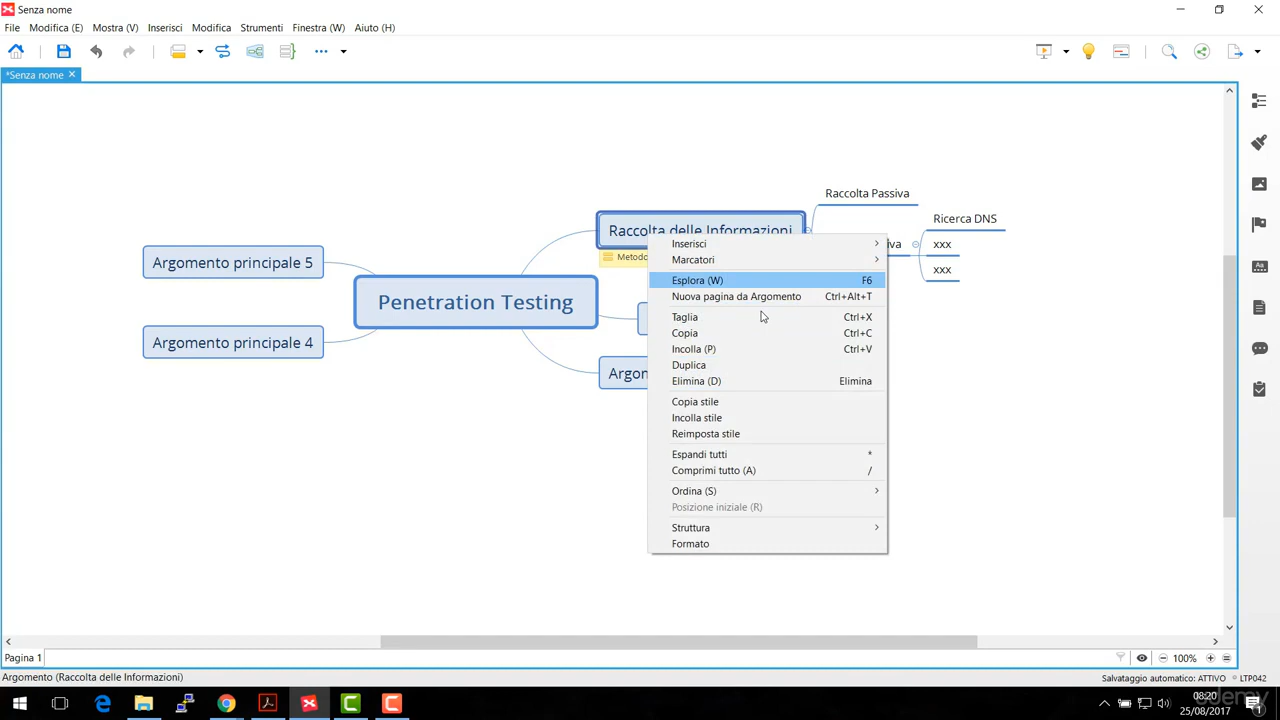 Senza nome
File
Modifica (E)
Mostra (V)
Inserisci
Modifica
Strumenti
Finestra (W)
Aiuto (H)
*Senza nome
Raccolta Passiva
Raccolta delle Informazioni
Ricerca DNS
iva
xxx
xxx
Metodo
Argomento principale 5
Penetration Testing
Argomento principale 4
Argon
Inserisci
Marcatori
Esplora (W) F6
Nuova pagina da Argomento Ctrl+Alt+T
Taglia Ctrl+X
Copia Ctrl+C
Incolla (P) Ctrl+V
Duplica
Elimina (D) Elimina
Copia stile
Incolla stile
Reimposta stile
Espandi tutti *
Comprimi tutto (A) /
Ordina (S)
Posizione iniziale (R)
Struttura
Formato
Pagina 1
100%
Argomento (Raccolta delle Informazioni)
Salvataggio automatico: ATTIVO
LTP042
08:20
25/08/2017
udemy